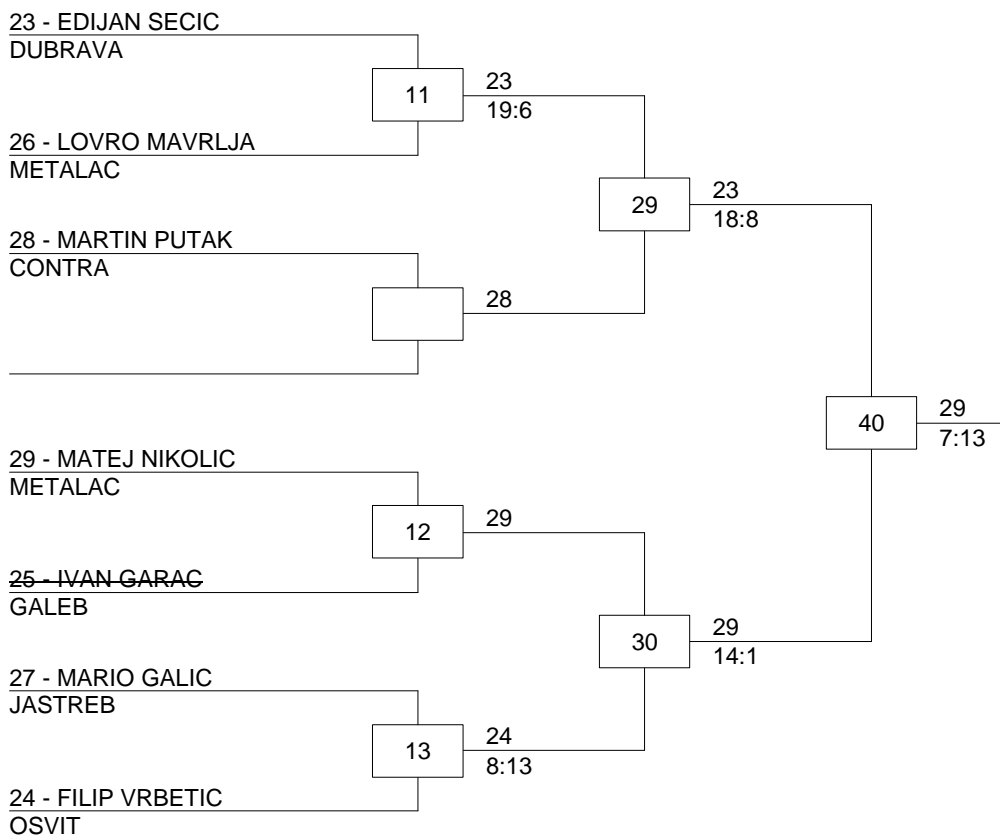 23 - EDIJAN SECIC
DUBRAVA
11
23
19:6
26 - LOVRO MAVRLJA
METALAC
29
23
18:8
28 - MARTIN PUTAK
CONTRA
28
40
29
7:13
29 - MATEJ NIKOLIC
METALAC
12
29
25 - IVAN GARAC
GALEB
30
29
14:1
27 - MARIO GALIC
JASTREB
13
24
8:13
24 - FILIP VRBETIC
OSVIT